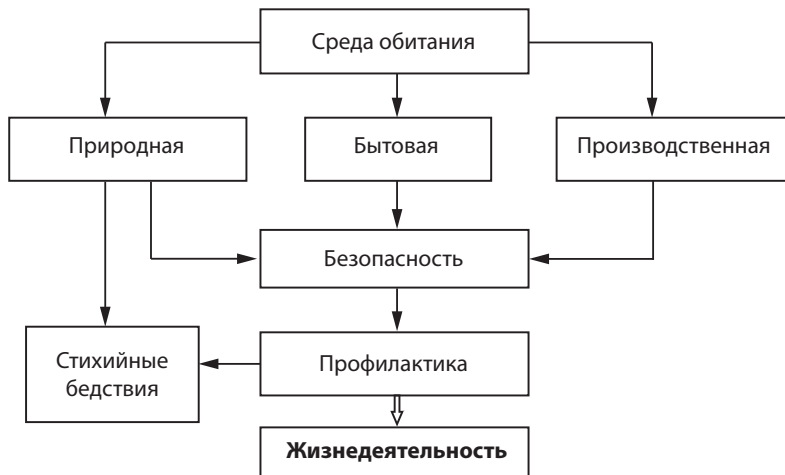 Среда обитания
Природная
Бытовая
Производственная
Безопасность
Стихийные
бедствия
Профилактика
Жизнедеятельность